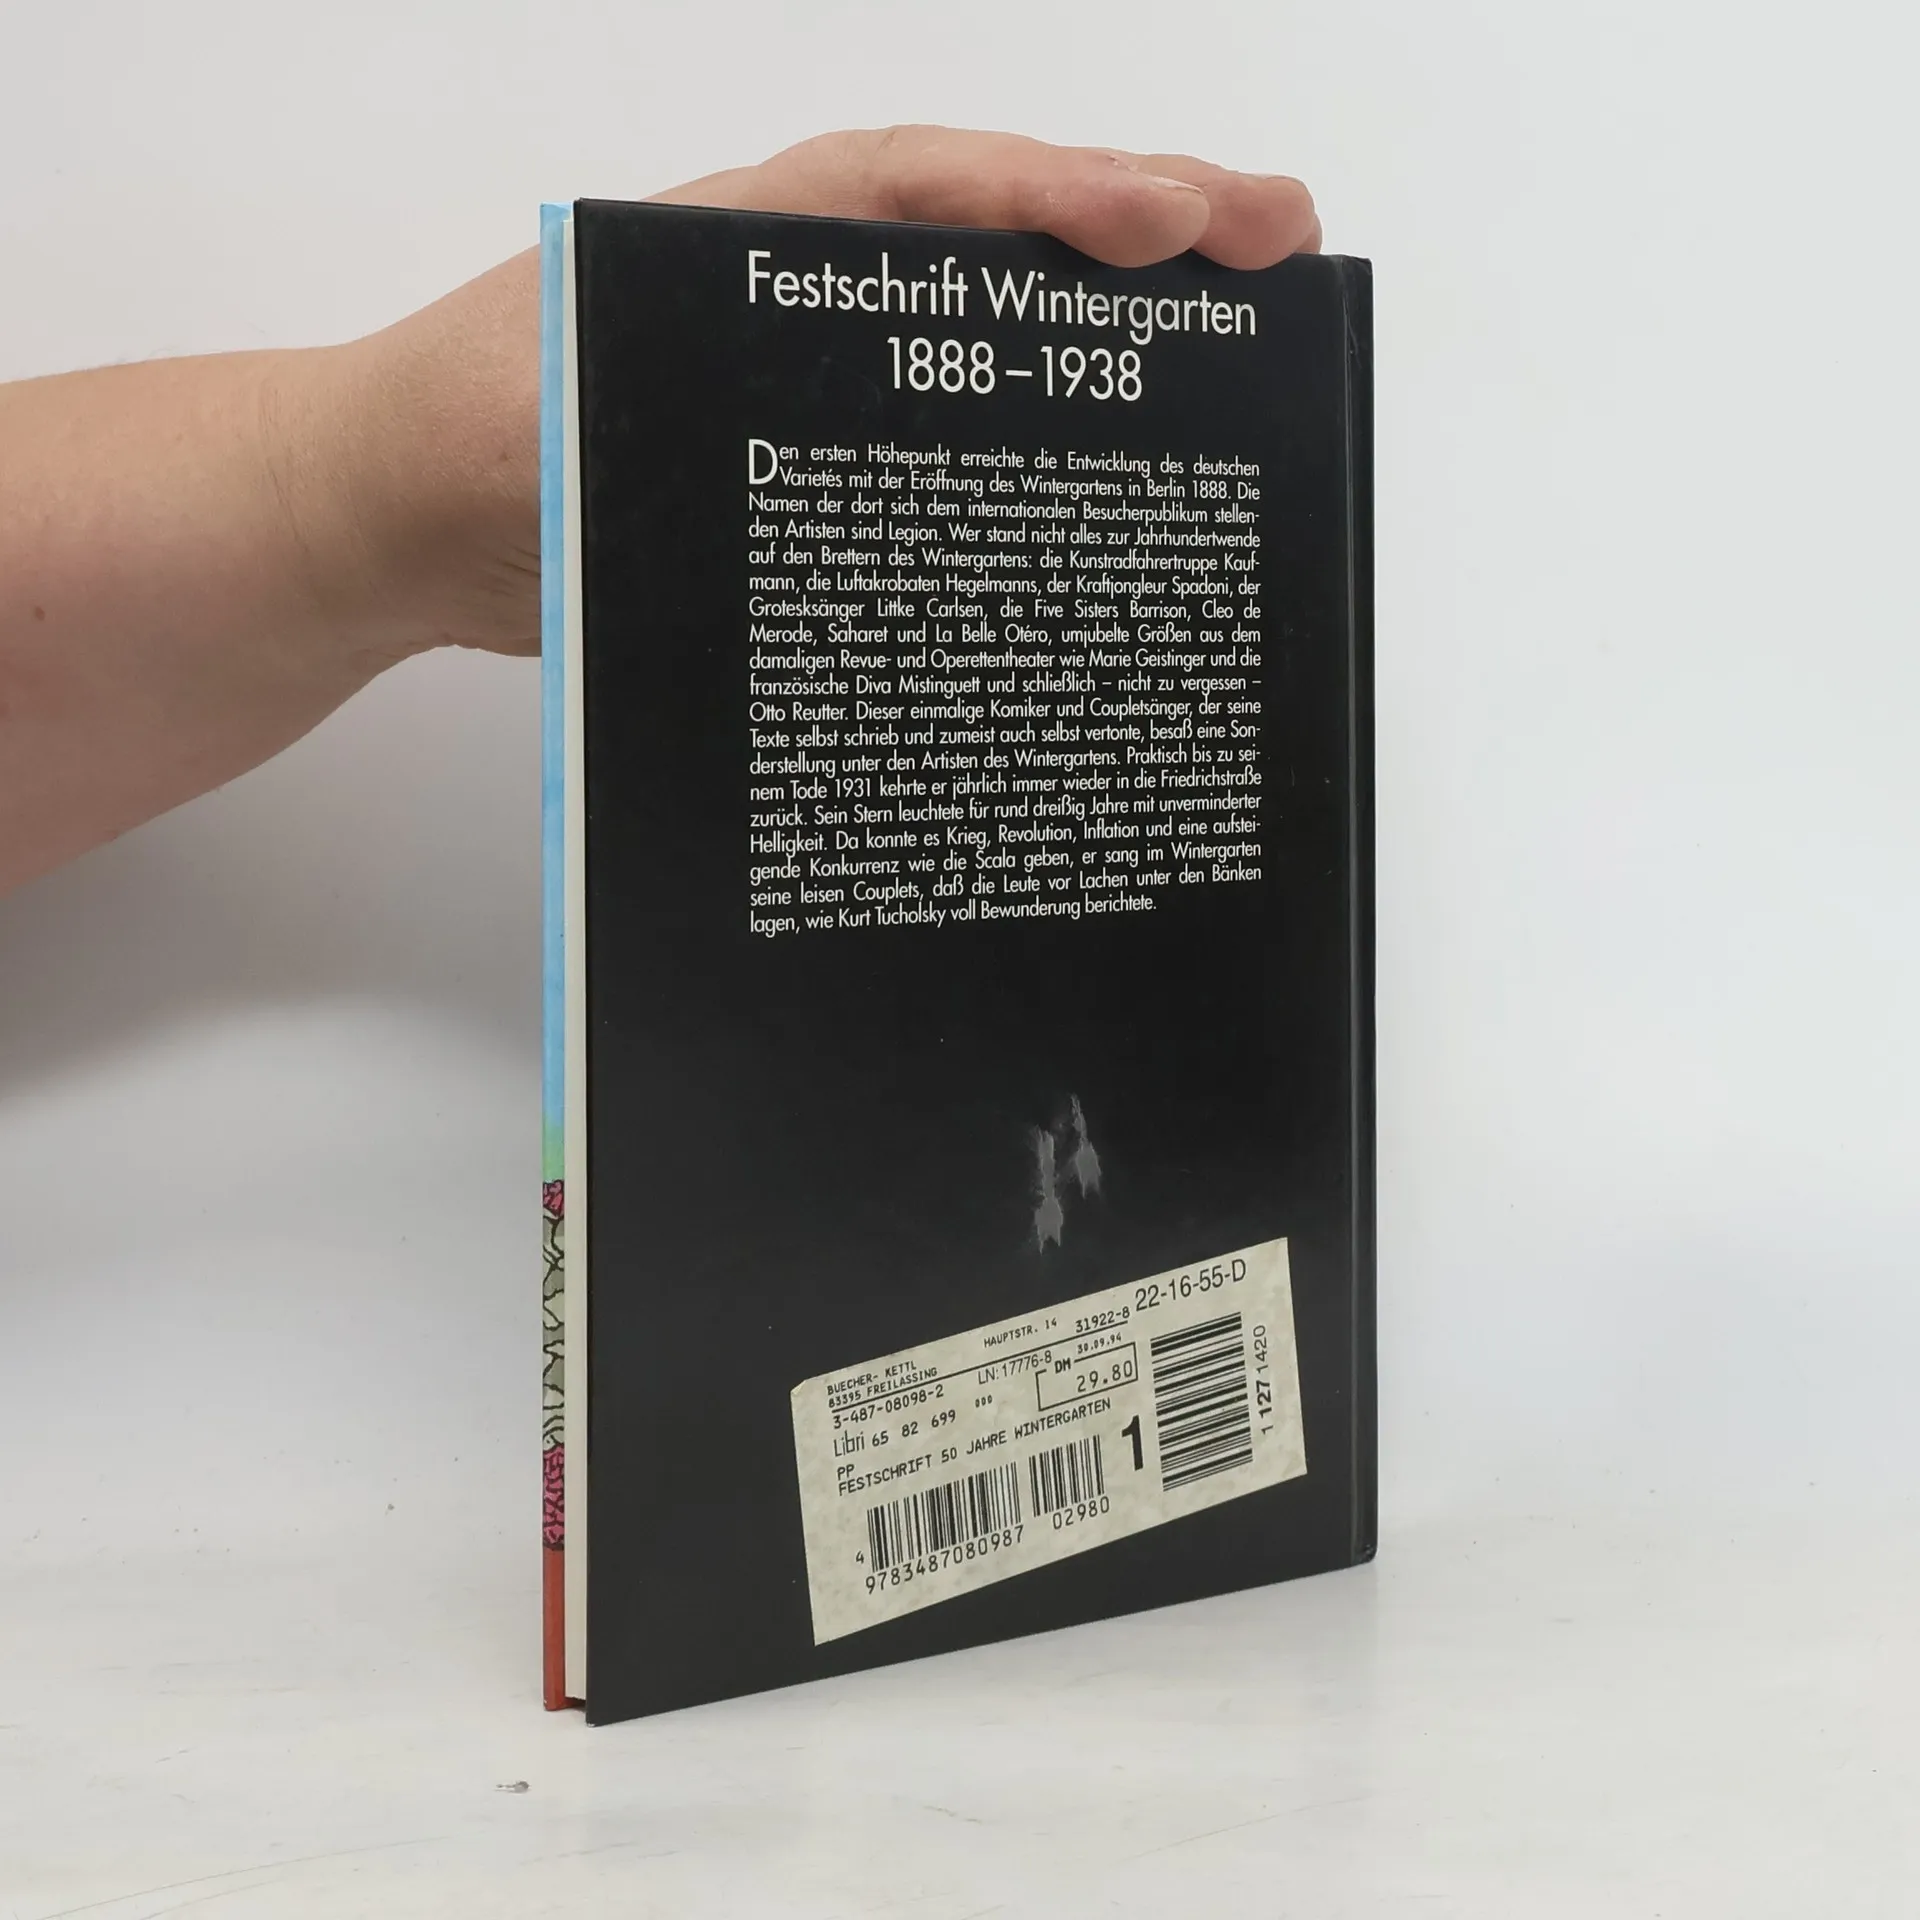 Festschrift Wintergarten
1888–1938
Den ersten Höhepunkt erreichte die Entwicklung des deutschen
Varietés mit der Eröffnung des Wintergartens in Berlin 1888. Die
Namen der dort sich dem internationalen Besucherpublikum stellen-
den Artisten sind Legion. Wer stand nicht alles zur Jahrhundertwende
auf den Brettern des Wintergartens: die Kunstradfahrertruppe Kauf-
mann, die Luftakrobaten Hegelmanns, der Kraftjongleur Spadoni, der
Grotesksänger Littke Carlsen, die Five Sisters Barrison, Cleo de
Merode, Saharet und La Belle Otéro, umjubelte Größen aus dem
damaligen Revue- und Operettentheater wie Marie Geistinger und die
französische Diva Mistinguett und schließlich – nicht zu vergessen –
Otto Reutter. Dieser einmalige Komiker und Coupletsänger, der seine
Texte selbst schrieb und zumeist auch selbst vertonte, besaß eine Son-
derstellung unter den Artisten des Wintergartens. Praktisch bis zu sei-
nem Tode 1931 kehrte er jährlich immer wieder in die Friedrichstraße
zurück. Sein Stern leuchtete für rund dreißig Jahre mit unverminderter
Helligkeit. Da konnte es Krieg, Revolution, Inflation und eine aufstei-
gende Konkurrenz wie die Scala geben, er sang im Wintergarten
seine leisen Couplets, daß die Leute vor Lachen unter den Bänken
lagen, wie Kurt Tucholsky voll Bewunderung berichtete.
BUECHER- KETTL HAUPTSTR. 14 31922-8 22-16-55-D
83395 FREILASSING LN: 17776-8 DM 30.09.94
3-487-08098-2 000 29.80
Libri 65 82 699
PP
FESTSCHRIFT 50 JAHRE WINTERGARTEN 1
4 9783487080987 02980
1 1271420